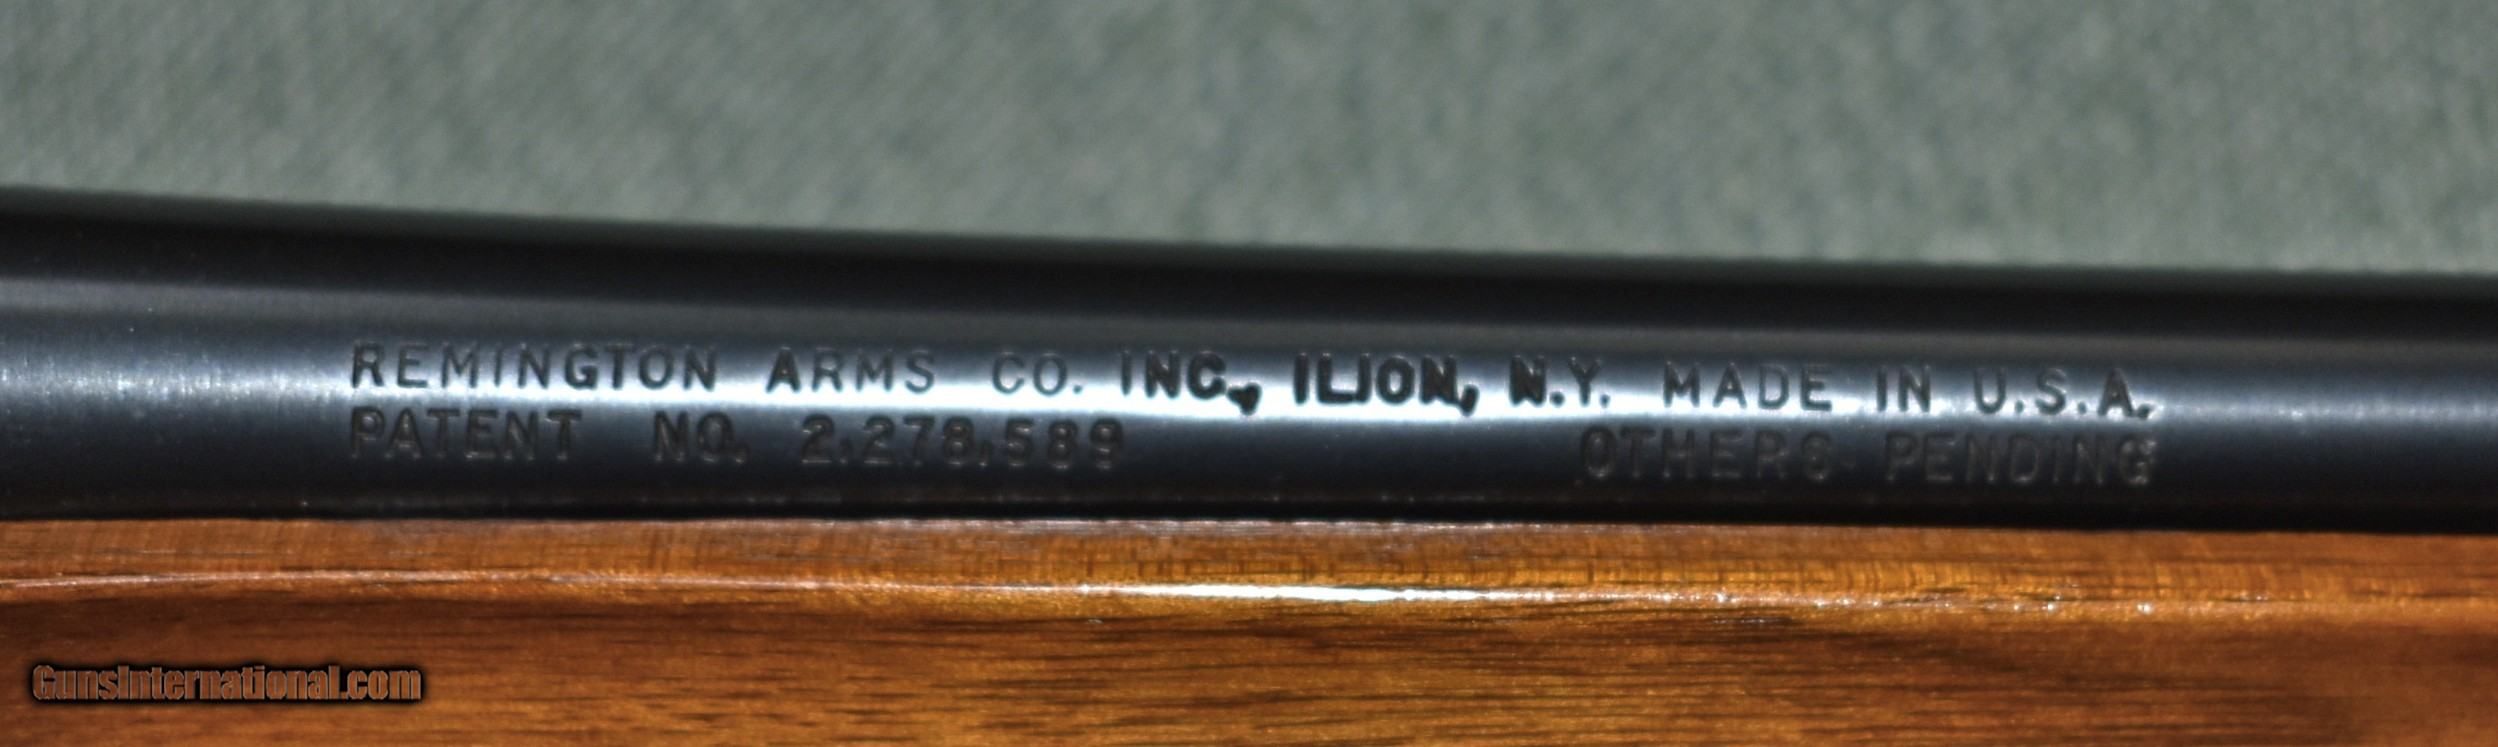 REMINGTON ARMS CO. INC., ILION, N.Y. MADE IN U.S.A.
PATENT NO. 2,278,589 OTHERS PENDING
GunsInternational.com